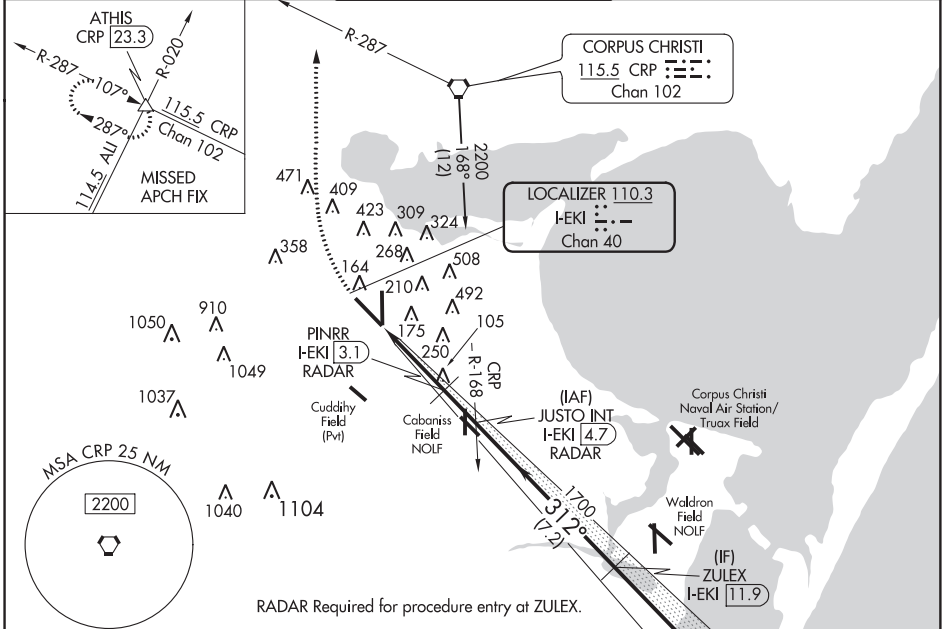 ATHIS
CRP 23.3
R-020
R-287
107°
287°
115.5 CRP
Chan 102
114.5 ALI
MISSED
APCH FIX
R-287
CORPUS CHRISTI
115.5 CRP
Chan 102
2200
168°
(12)
LOCALIZER 110.3
I-EKI
Chan 40
471
409
423
309
324
358
268
508
164
210
492
910
1050
175
105
PINRR
I-EKI 3.1
RADAR
250
1049
CRP
R-168
1037
Cuddihy
Field
(Pvt)
Cabaniss
Field
NOLF
(IAF)
JUSTO INT
I-EKI 4.7
RADAR
Corpus Christi
Naval Air Station/
Truax Field
MSA CRP 25 NM
2200
1040
1104
1700
312°
(7.2)
Waldron
Field
NOLF
(IF)
ZULEX
I-EKI 11.9
RADAR Required for procedure entry at ZULEX.